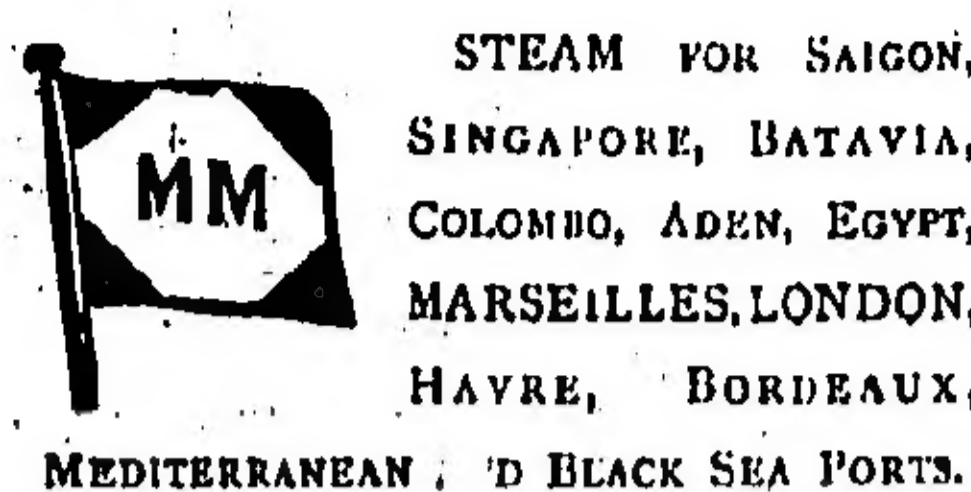 MM
STEAM FOR SAIGON,
SINGAPORE, BATAVIA,
COLOMBO, ADEN, EGYPT,
MARSEILLES, LONDON,
HAVRE, BORDEAUX,
MEDITERRANEAN 'D BLACK SEA PORTS.